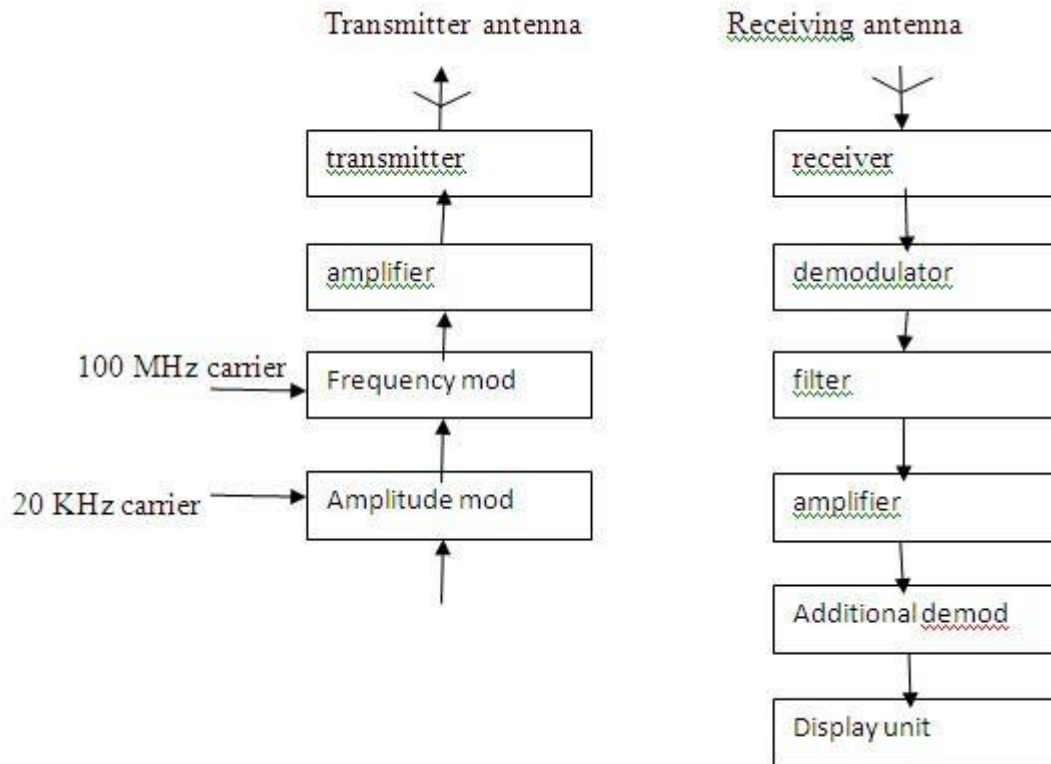 Transmitter antenna
transmitter
amplifier
100 MHz carrier
Frequency mod
20 KHz carrier
Amplitude mod
Receiving antenna
receiver
demodulator
filter
amplifier
Additional demod
Display unit